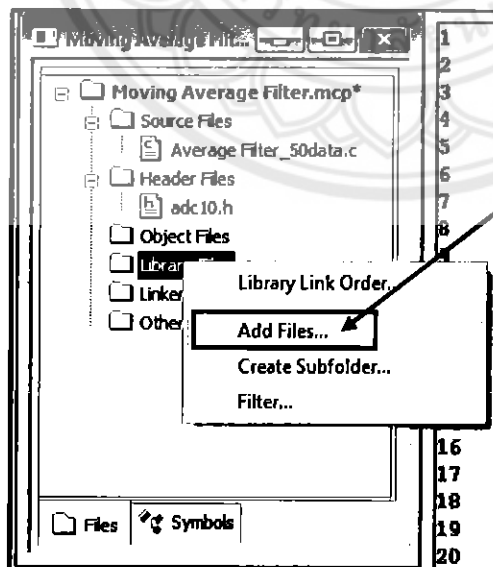 Moving Average Filt...
Moving Average Filter.mcp*
Source Files
Average Filter_50data.c
Header Files
adc10.h
Object Files
Library
Linker
Other
Library Link Order...
Add Files...
Create Subfolder...
Filter...
Files
Symbols
1
2
3
4
5
6
7
8
16
17
18
19
20